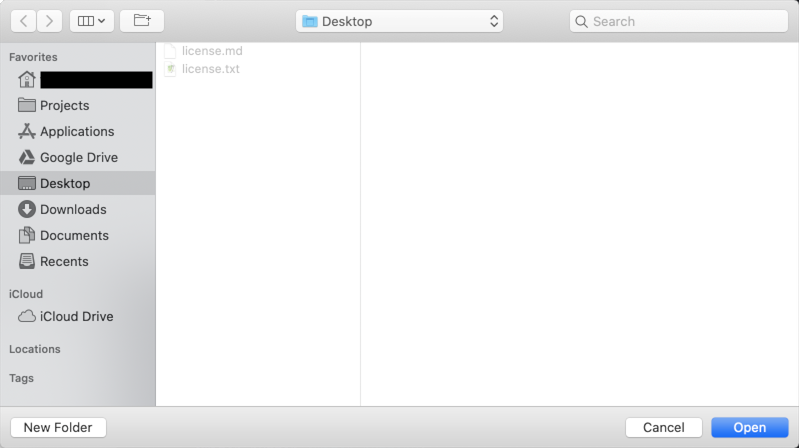 Desktop
Search
Favorites
license.md
license.txt
Projects
Applications
Google Drive
Desktop
Downloads
Documents
Recents
iCloud
iCloud Drive
Locations
Tags
New Folder
Cancel
Open